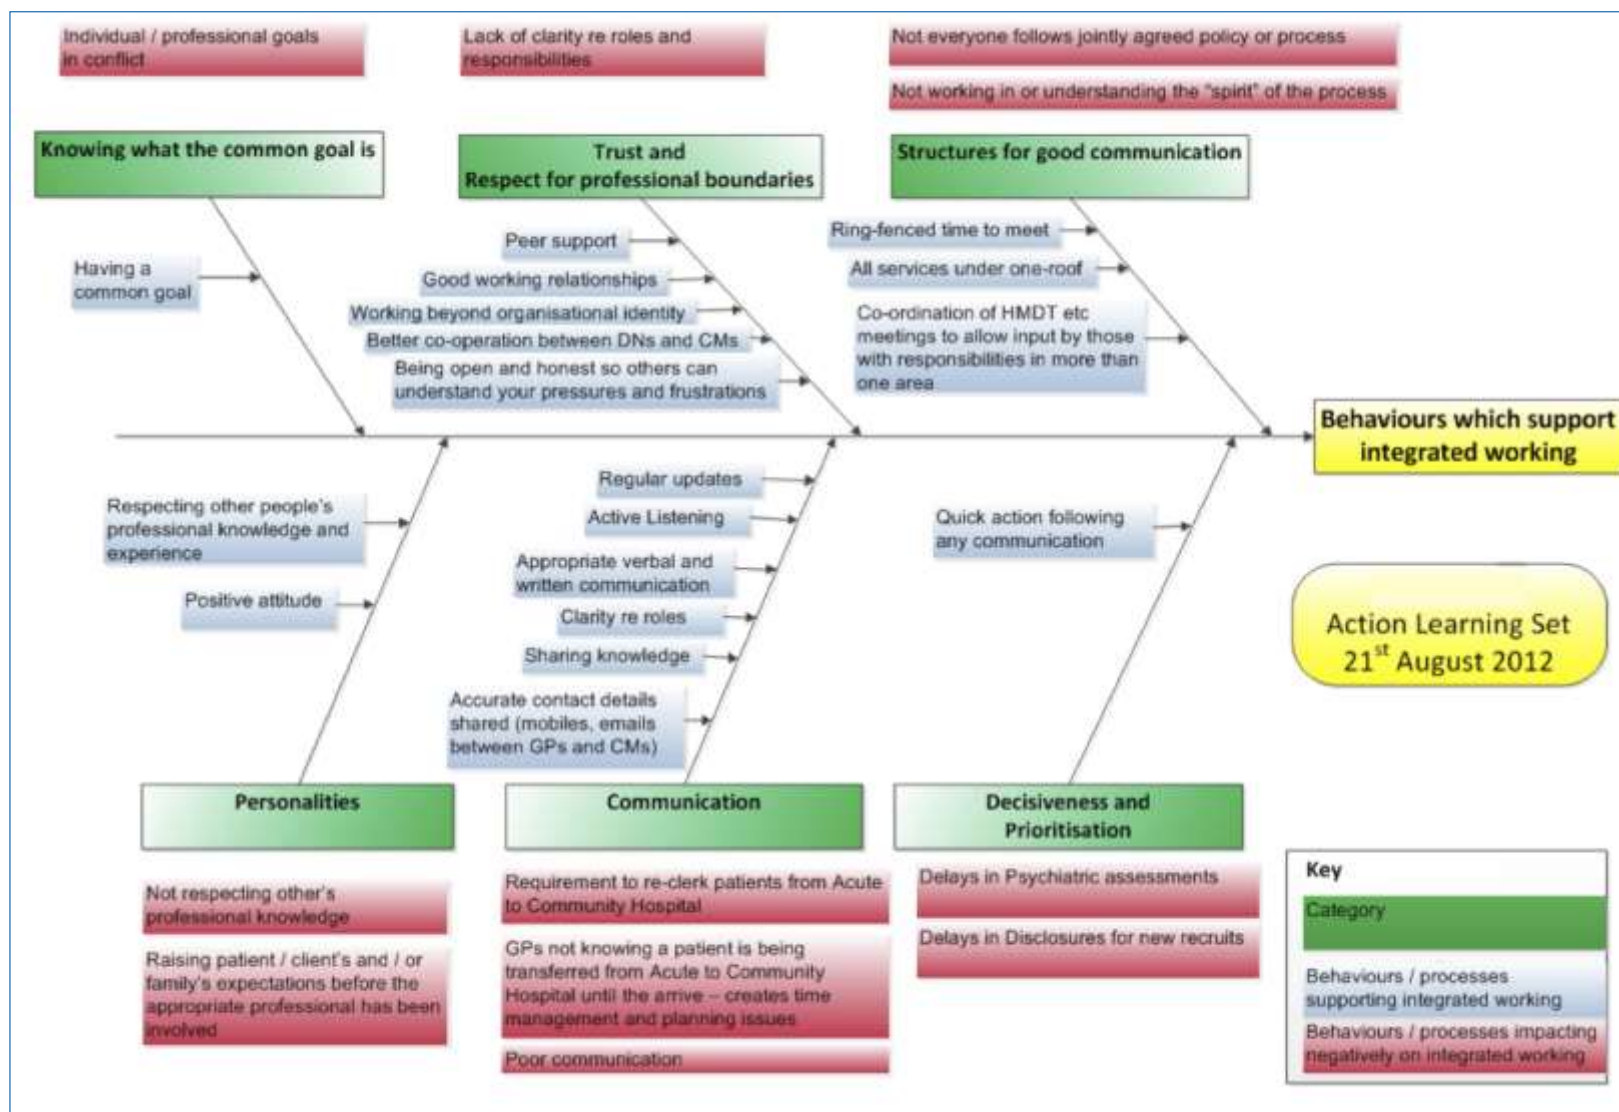 Individual / professional goals
in conflict
Lack of clarity re roles and
responsibilities
Not everyone follows jointly agreed policy or process
Not working in or understanding the “spirit” of the process
Knowing what the common goal is
Trust and
Respect for professional boundaries
Structures for good communication
Having a
common goal
Peer support
Good working relationships
Working beyond organisational identity
Better co-operation between DNs and CMs
Being open and honest so others can
understand your pressures and frustrations
Ring-fenced time to meet
All services under one-roof
Co-ordination of HMDT etc
meetings to allow input by those
with responsibilities in more than
one area
Behaviours which support
integrated working
Respecting other people’s
professional knowledge and
experience
Positive attitude
Regular updates
Active Listening
Appropriate verbal and
written communication
Clarity re roles
Sharing knowledge
Accurate contact details
shared (mobiles, emails
between GPs and CMs)
Quick action following
any communication
Action Learning Set
21st August 2012
Personalities
Communication
Decisiveness and
Prioritisation
Not respecting other’s
professional knowledge
Raising patient / client’s and / or
family’s expectations before the
appropriate professional has been
involved
Requirement to re-clerk patients from Acute
to Community Hospital
GPs not knowing a patient is being
transferred from Acute to Community
Hospital until the arrive – creates time
management and planning issues
Poor communication
Delays in Psychiatric assessments
Delays in Disclosures for new recruits
Key
Category
Behaviours / processes
supporting integrated working
Behaviours / processes impacting
negatively on integrated working